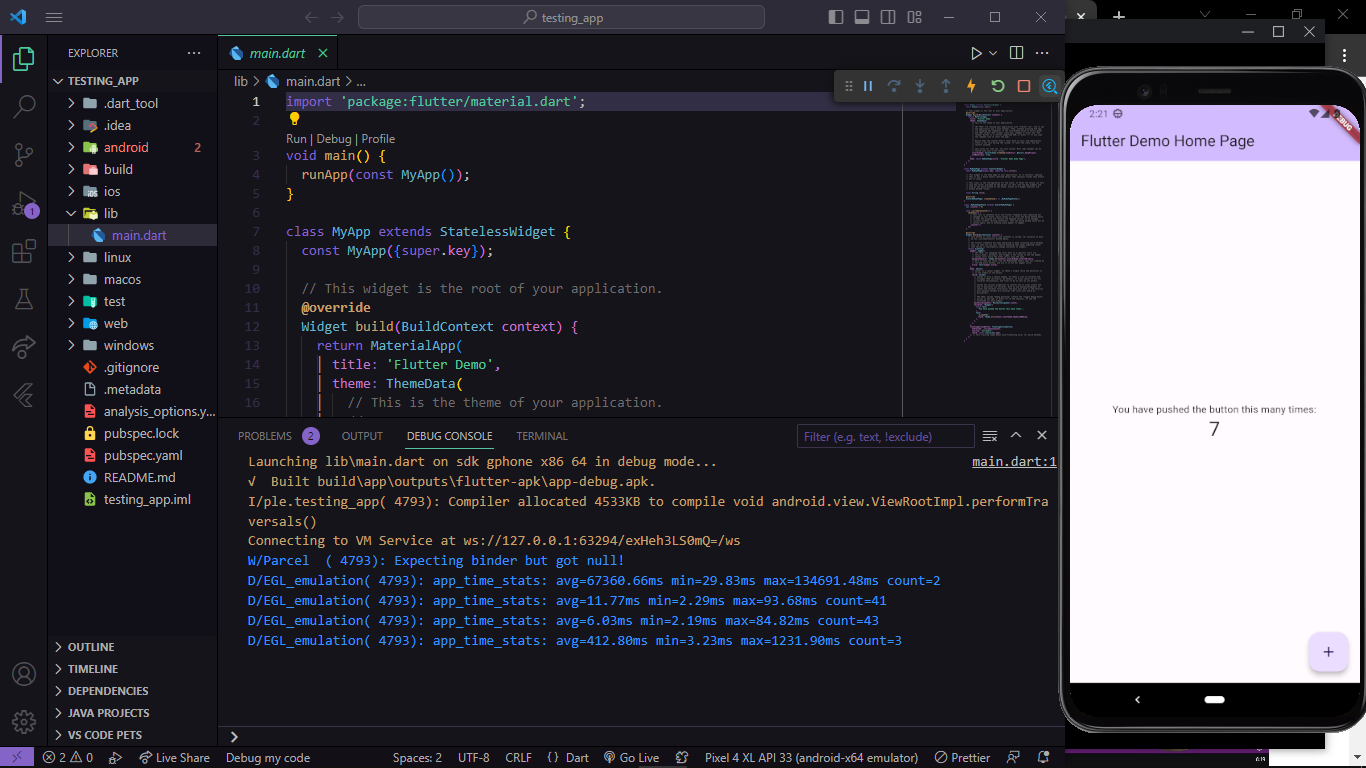 testing_app
EXPLORER
TESTING_APP
.dart_tool
.idea
android 2
build
ios
lib
main.dart
linux
macos
test
web
windows
.gitignore
.metadata
analysis_options.y...
pubspec.lock
pubspec.yaml
README.md
testing_app.iml
OUTLINE
TIMELINE
DEPENDENCIES
JAVA PROJECTS
VS CODE PETS
1
main.dart
lib > main.dart > ...
1 import 'package:flutter/material.dart';
2
Run | Debug | Profile
3 void main() {
4 runApp(const MyApp());
5 }
6
7 class MyApp extends StatelessWidget {
8 const MyApp({super.key});
9
10 // This widget is the root of your application.
11 @override
12 Widget build(BuildContext context) {
13 return MaterialApp(
14 title: 'Flutter Demo',
15 theme: ThemeData(
16 // This is the theme of your application.
PROBLEMS 2 OUTPUT DEBUG CONSOLE TERMINAL
Filter (e.g. text, !exclude)
Launching lib\main.dart on sdk gphone x86 64 in debug mode...
main.dart:1
√ Built build\app\outputs\flutter-apk\app-debug.apk.
I/ple.testing_app( 4793): Compiler allocated 4533KB to compile void android.view.ViewRootImpl.performTra
versals()
Connecting to VM Service at ws://127.0.0.1:63294/exHeh3LS0mQ=/ws
W/Parcel  ( 4793): Expecting binder but got null!
D/EGL_emulation( 4793): app_time_stats: avg=67360.66ms min=29.83ms max=134691.48ms count=2
D/EGL_emulation( 4793): app_time_stats: avg=11.77ms min=2.29ms max=93.68ms count=41
D/EGL_emulation( 4793): app_time_stats: avg=6.03ms min=2.19ms max=84.82ms count=43
D/EGL_emulation( 4793): app_time_stats: avg=412.80ms min=3.23ms max=1231.90ms count=3
2 0 Live Share Debug my code Spaces: 2 UTF-8 CRLF {} Dart Go Live Pixel 4 XL API 33 (android-x64 emulator) Prettier
2:21
DEBUG
Flutter Demo Home Page
You have pushed the button this many times:
7
+